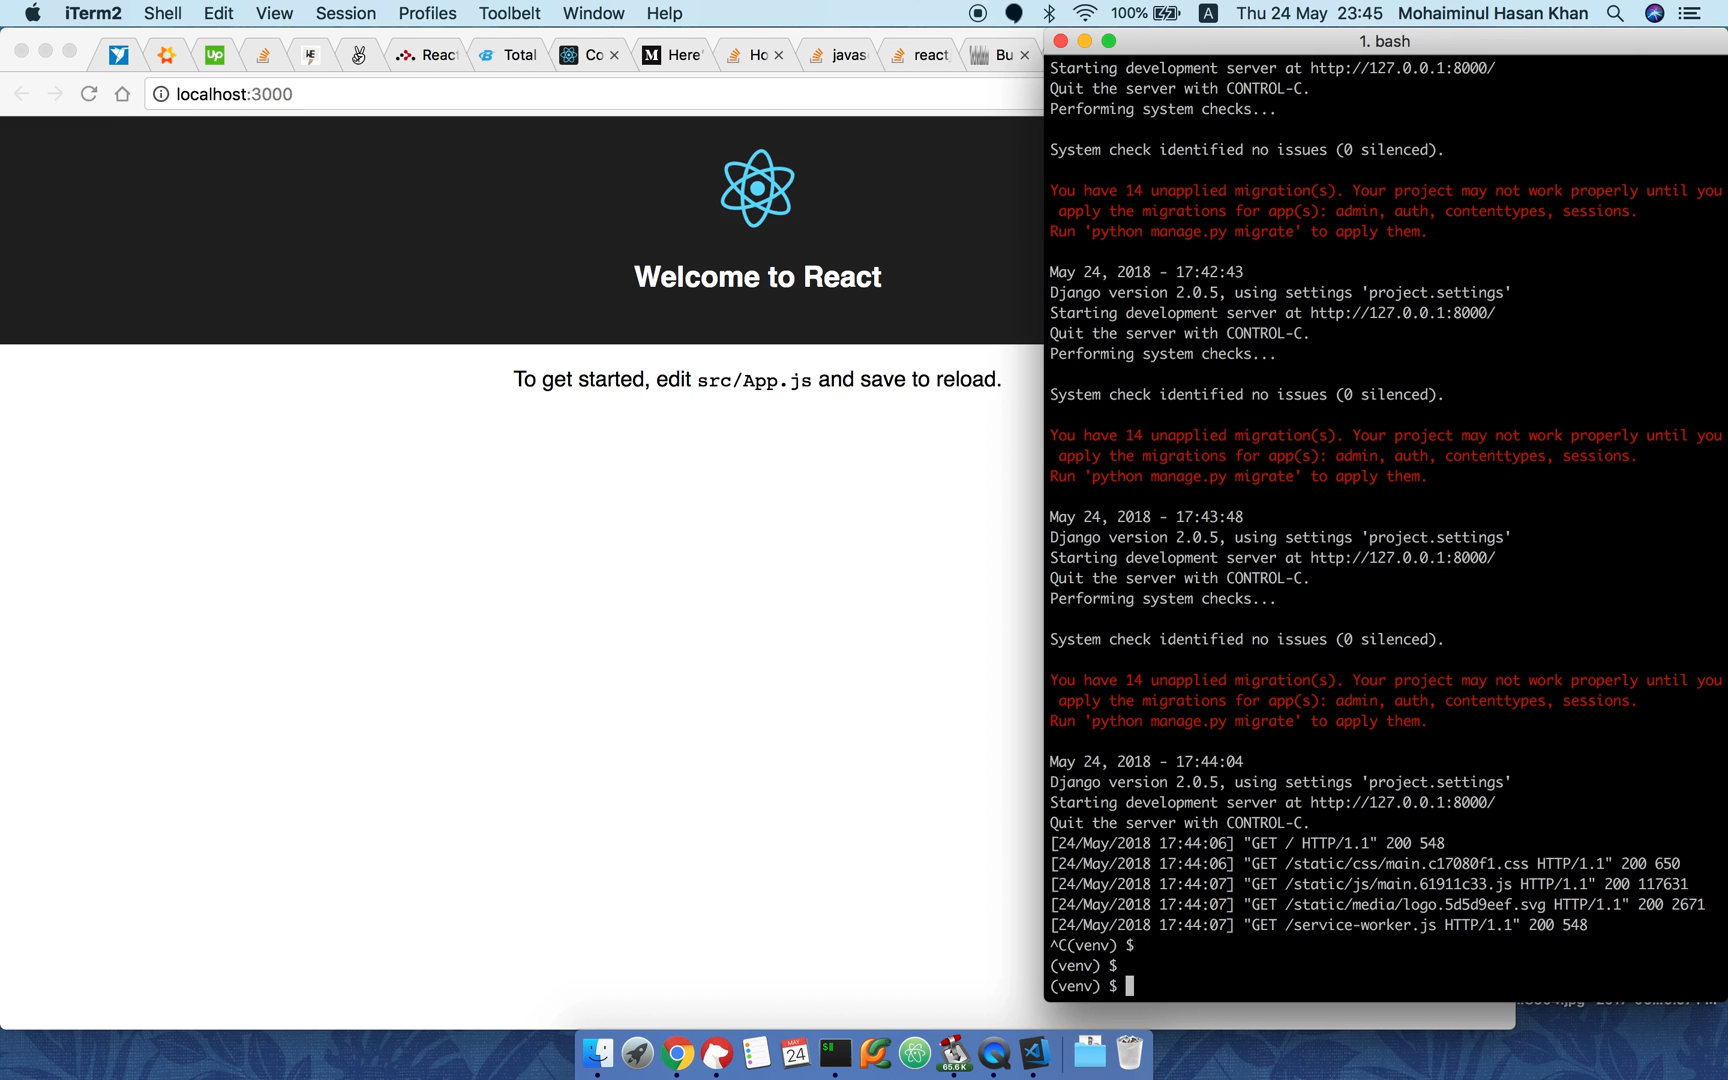 iTerm2 Shell Edit View Session Profiles Toolbelt Window Help
100% A Thu 24 May 23:45 Mohaiminul Hasan Khan
up
React
Total
Co
Here'
Ho
javas
react
Bu
localhost:3000
Welcome to React
To get started, edit src/App.js and save to reload.
1. bash
Starting development server at http://127.0.0.1:8000/
Quit the server with CONTROL-C.
Performing system checks...
System check identified no issues (0 silenced).
You have 14 unapplied migration(s). Your project may not work properly until you
apply the migrations for app(s): admin, auth, contenttypes, sessions.
Run 'python manage.py migrate' to apply them.
May 24, 2018 - 17:42:43
Django version 2.0.5, using settings 'project.settings'
Starting development server at http://127.0.0.1:8000/
Quit the server with CONTROL-C.
Performing system checks...
System check identified no issues (0 silenced).
You have 14 unapplied migration(s). Your project may not work properly until you
apply the migrations for app(s): admin, auth, contenttypes, sessions.
Run 'python manage.py migrate' to apply them.
May 24, 2018 - 17:43:48
Django version 2.0.5, using settings 'project.settings'
Starting development server at http://127.0.0.1:8000/
Quit the server with CONTROL-C.
Performing system checks...
System check identified no issues (0 silenced).
You have 14 unapplied migration(s). Your project may not work properly until you
apply the migrations for app(s): admin, auth, contenttypes, sessions.
Run 'python manage.py migrate' to apply them.
May 24, 2018 - 17:44:04
Django version 2.0.5, using settings 'project.settings'
Starting development server at http://127.0.0.1:8000/
Quit the server with CONTROL-C.
[24/May/2018 17:44:06] "GET / HTTP/1.1" 200 548
[24/May/2018 17:44:06] "GET /static/css/main.c17080f1.css HTTP/1.1" 200 650
[24/May/2018 17:44:07] "GET /static/js/main.61911c33.js HTTP/1.1" 200 117631
[24/May/2018 17:44:07] "GET /static/media/logo.5d5d9eef.svg HTTP/1.1" 200 2671
[24/May/2018 17:44:07] "GET /service-worker.js HTTP/1.1" 200 548
^C(venv) $
(venv) $
(venv) $
MAY
24
$
65.6K